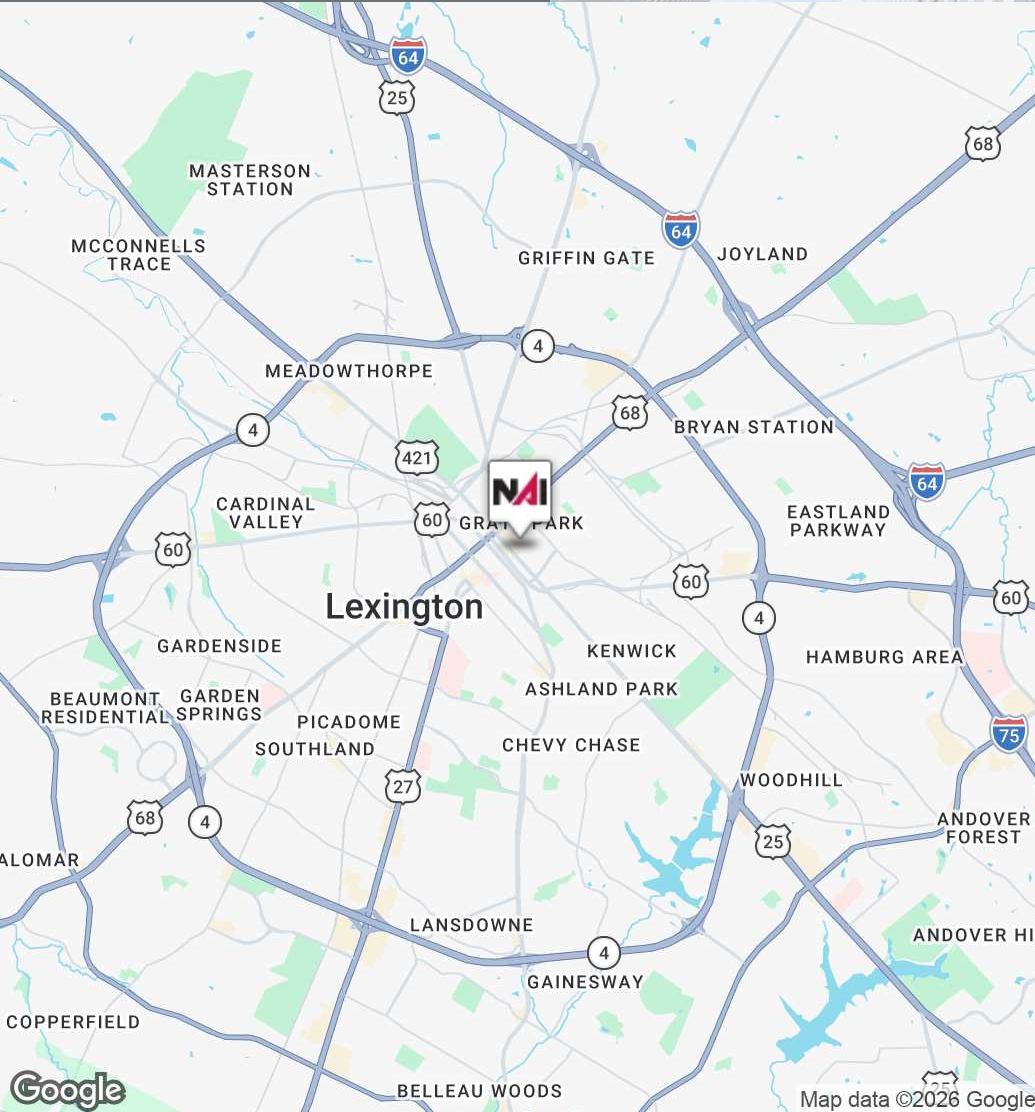 64
25
68
MASTERSON
STATION
64
MCCONNELLS
TRACE
GRIFFIN GATE
JOYLAND
4
MEADOWTHORPE
68
4
BRYAN STATION
421
64
NAI
CARDINAL
VALLEY
60
PARK
EASTLAND
PARKWAY
60
60
60
Lexington
4
GARDENSIDE
KENWICK
HAMBURG AREA
ASHLAND PARK
BEAUMONT
RESIDENTIAL
GARDEN
SPRINGS
PICADOME
SOUTHLAND
CHEVY CHASE
75
WOODHILL
27
68
4
25
ANDOVER
FOREST
ALOMAR
LANSDOWNE
ANDOVER HI
4
GAINESWAY
COPPERFIELD
BELLEAU WOODS
25
Google
Map data ©2026 Google